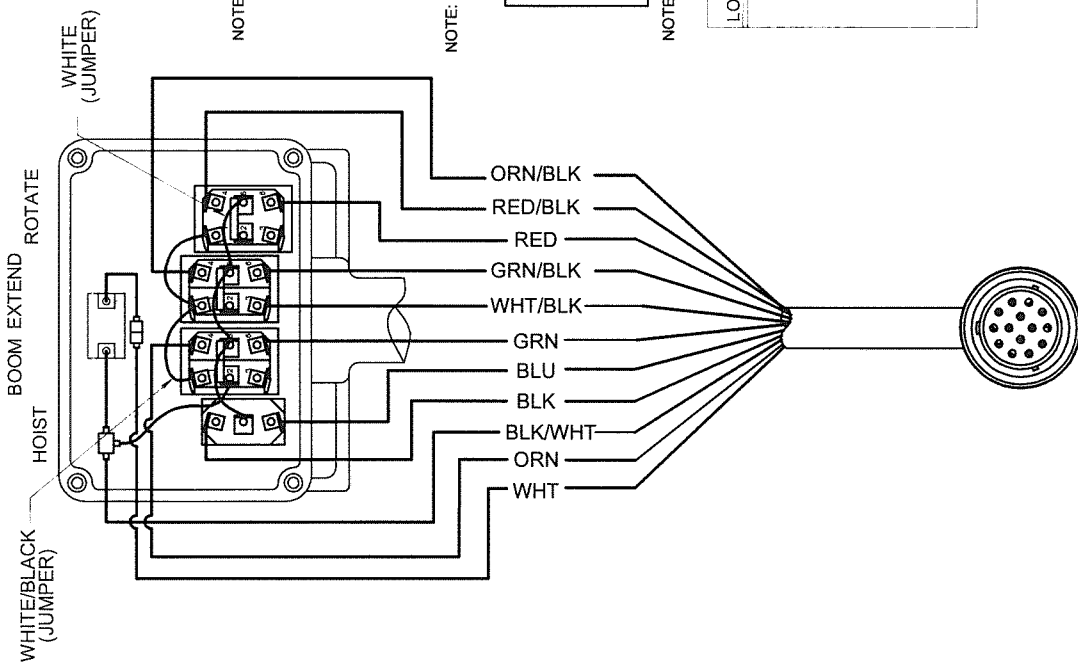 WHITE
(JUMPER)
NOTE
NOTE:
NOTE
LO
ROTATE
BOOM EXTEND
HOIST
WHITE/BLACK
(JUMPER)
ORN/BLK
RED/BLK
RED
GRN/BLK
WHT/BLK
GRN
BLU
BLK
BLK/WHT
ORN
WHT